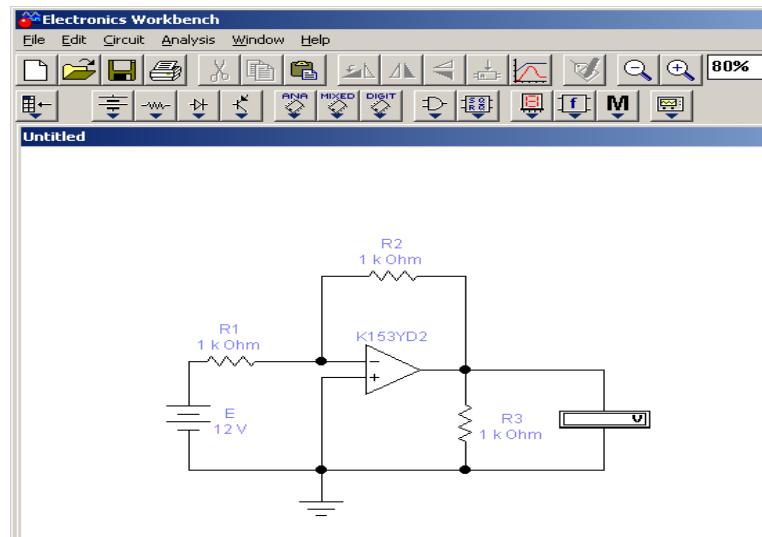 Electronics Workbench
File Edit Circuit Analysis Window Help
80%
ANA MIXED DIGIT
M
Untitled
R2
1 k Ohm
R1
1 k Ohm
K153YD2
E
12 V
R3
1 k Ohm
V